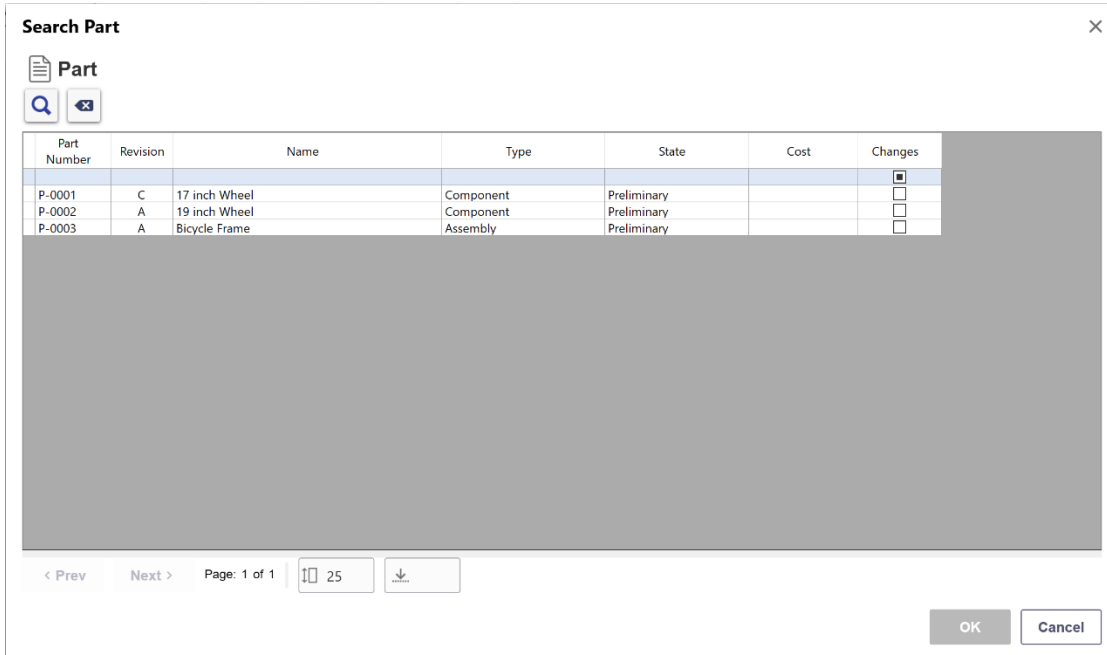 Search Part
Part
Part Number Revision Name Type State Cost Changes
P-0001 C 17 inch Wheel Component Preliminary
P-0002 A 19 inch Wheel Component Preliminary
P-0003 A Bicycle Frame Assembly Preliminary
< Prev Next > Page: 1 of 1 25
OK Cancel